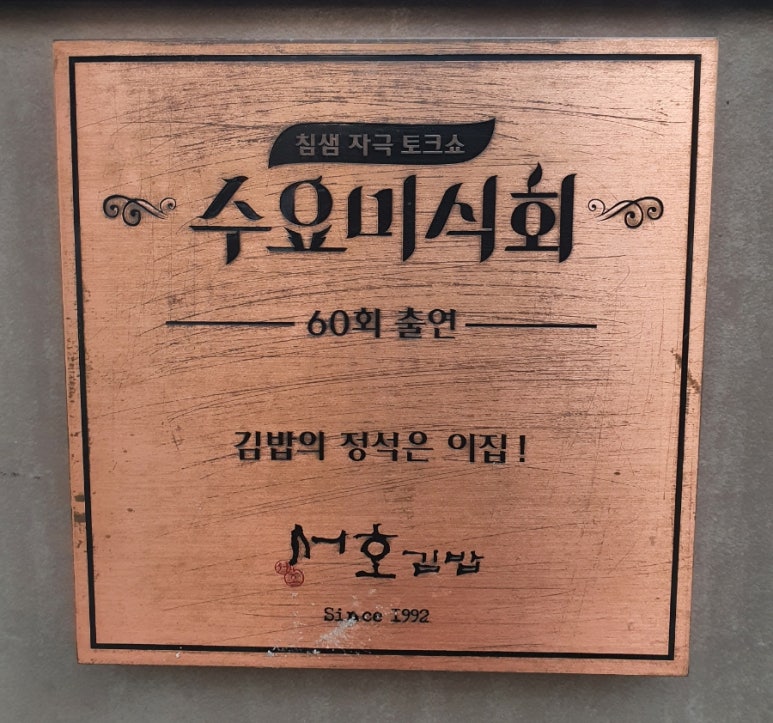 침샘 자극 토크쇼
수요미식회
60회 출연
김밥의 정석은 이집!
서호김밥
Since 1992